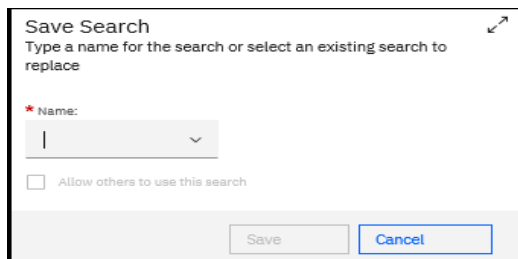 Save Search
Type a name for the search or select an existing search to
replace
* Name:
Allow others to use this search
Save
Cancel